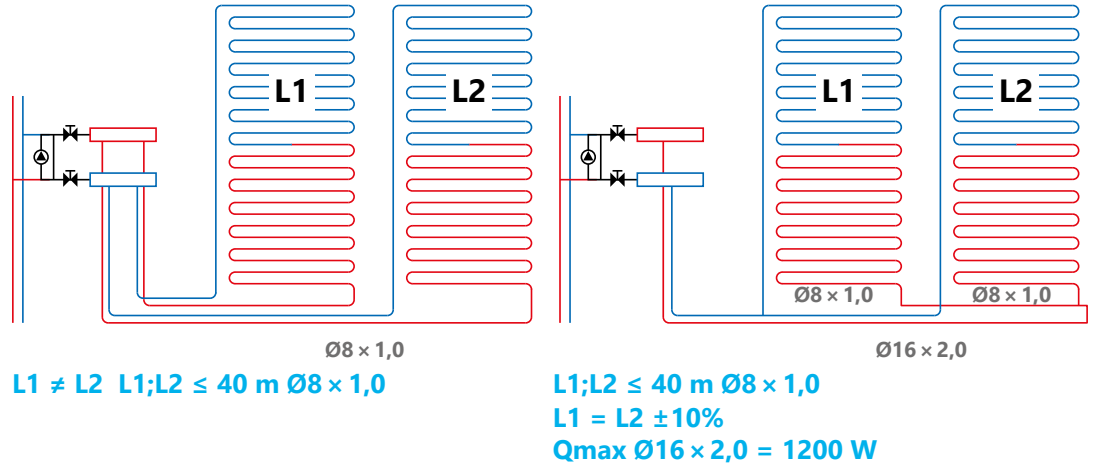 L1
L2
L1
L2
Ø8 × 1,0
Ø8 × 1,0
Ø8 × 1,0
Ø16 × 2,0
L1 ≠ L2 L1;L2 ≤ 40 m Ø8 × 1,0
L1;L2 ≤ 40 m Ø8 × 1,0
L1 = L2 ±10%
Qmax Ø16 × 2,0 = 1200 W